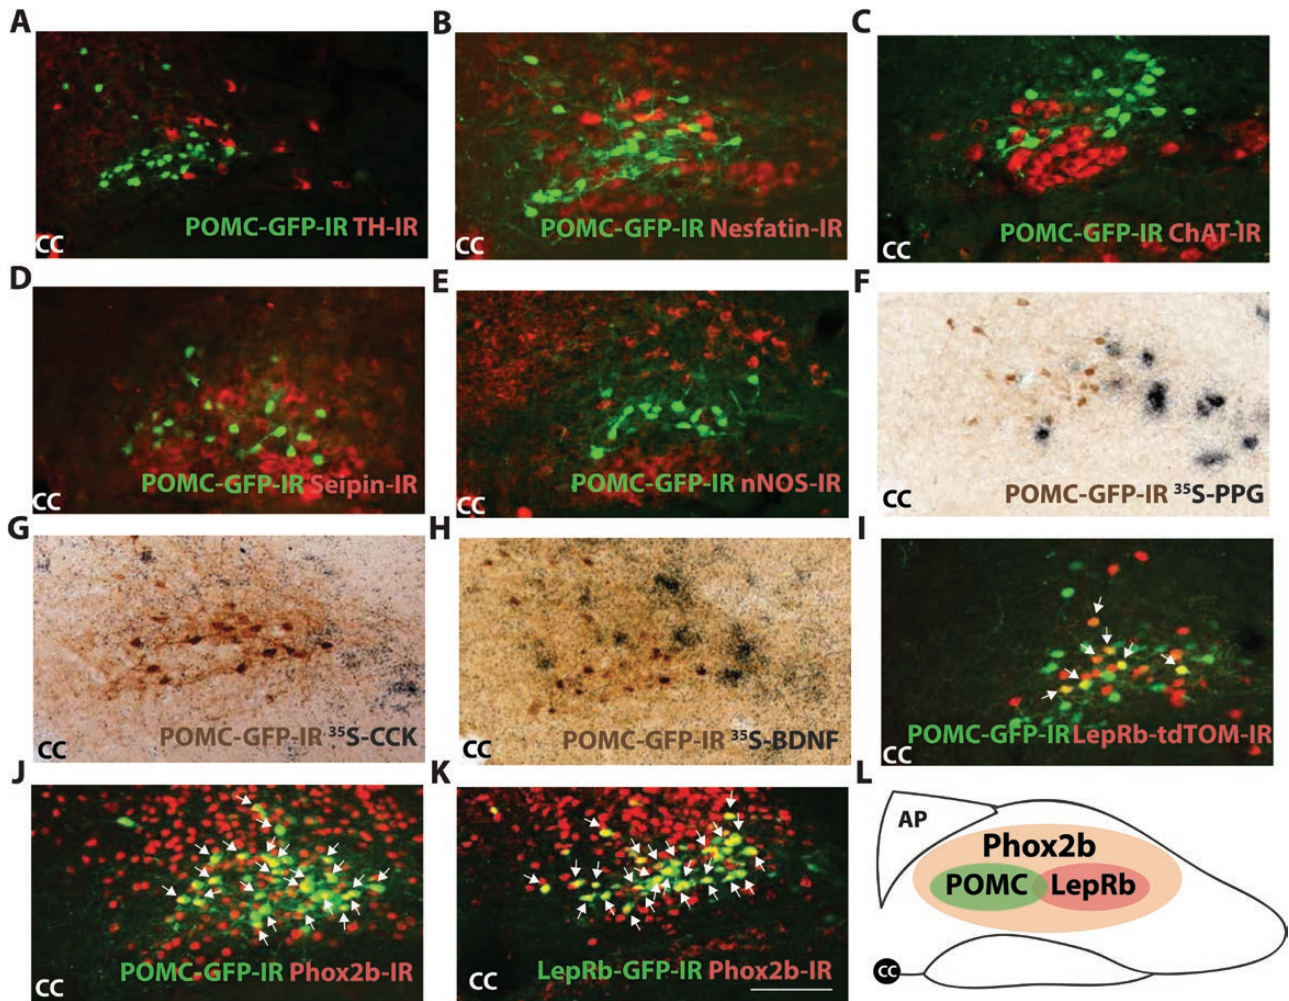 A
B
C
POMC-GFP-IR TH-IR
CC
POMC-GFP-IR Nesfatin-IR
CC
POMC-GFP-IR ChAT-IR
CC
D
E
F
POMC-GFP-IR Seipin-IR
CC
POMC-GFP-IR nNOS-IR
CC
POMC-GFP-IR ³⁵S-PPG
CC
G
H
I
POMC-GFP-IR ³⁵S-CCK
CC
POMC-GFP-IR ³⁵S-BDNF
CC
POMC-GFP-IR LepRb-tdTOM-IR
CC
J
K
L
POMC-GFP-IR Phox2b-IR
CC
LepRb-GFP-IR Phox2b-IR
CC
AP
Phox2b
POMC LepRb
CC